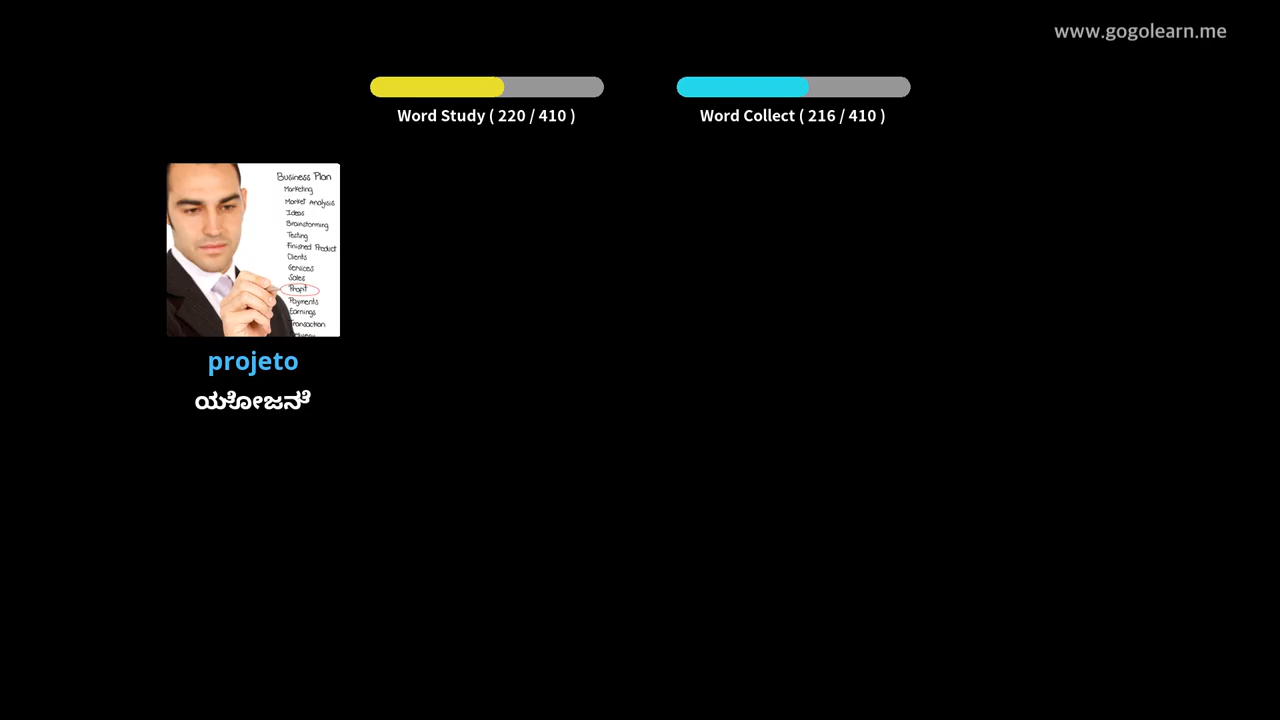 www.gogolearn.me
Word Study ( 220 / 410 )
Word Collect ( 216 / 410 )
Business Plan
Marketing
Market Analysis
Ideas
Brainstorming
Testing
Finished Product
Clients
Services
Sales
Profit
Payments
Earnings
Transaction
Delivery
projeto
ಯೋಜನೆ